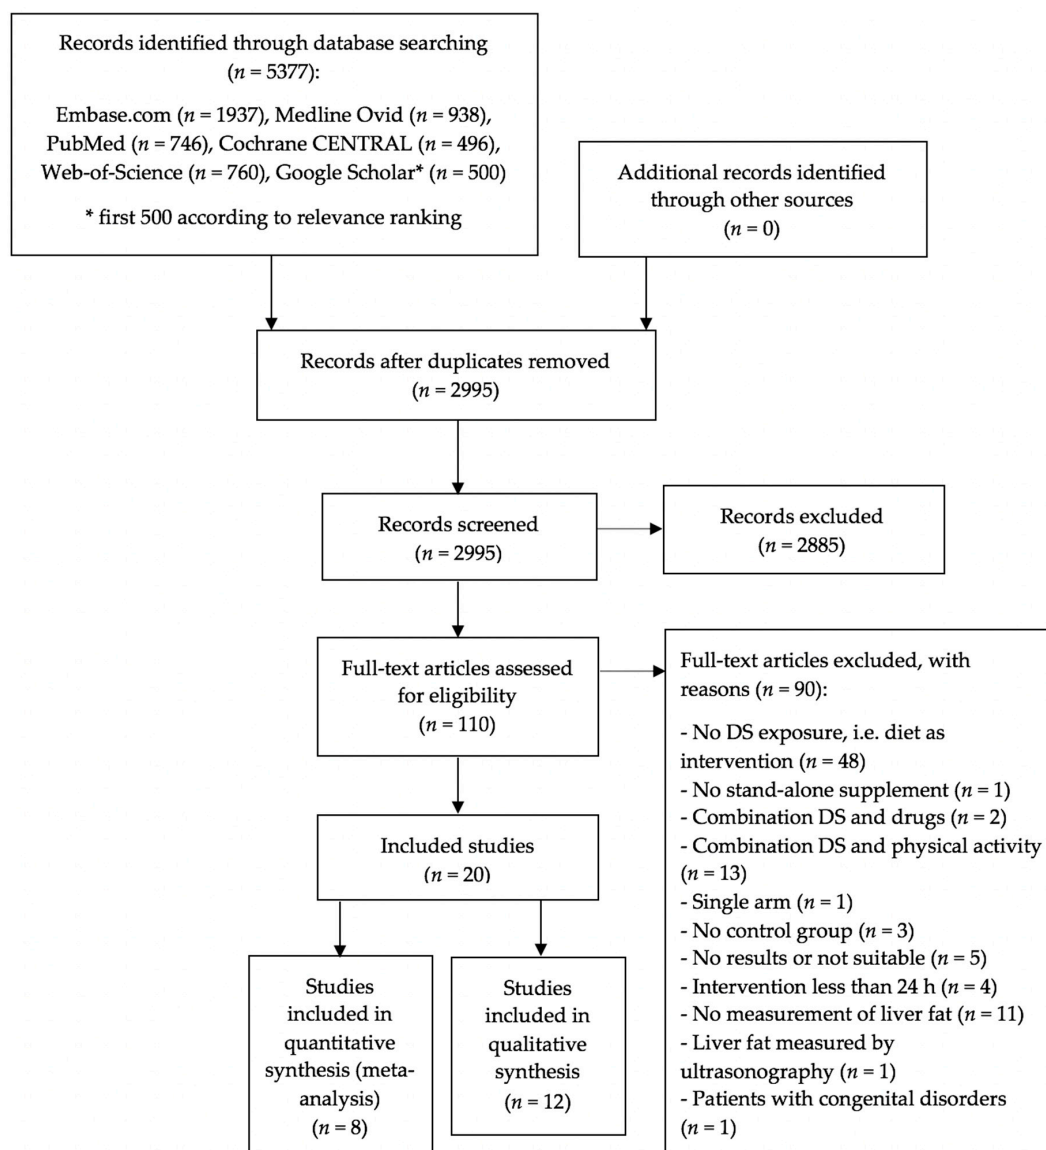 Records identified through database searching
(n = 5377):
Embase.com (n = 1937), Medline Ovid (n = 938),
PubMed (n = 746), Cochrane CENTRAL (n = 496),
Web-of-Science (n = 760), Google Scholar* (n = 500)
* first 500 according to relevance ranking
Additional records identified
through other sources
(n = 0)
Records after duplicates removed
(n = 2995)
Records screened
(n = 2995)
Records excluded
(n = 2885)
Full-text articles assessed
for eligibility
(n = 110)
Full-text articles excluded, with
reasons (n = 90):
- No DS exposure, i.e. diet as
intervention (n = 48)
- No stand-alone supplement (n = 1)
- Combination DS and drugs (n = 2)
- Combination DS and physical activity
(n = 13)
- Single arm (n = 1)
- No control group (n = 3)
- No results or not suitable (n = 5)
- Intervention less than 24 h (n = 4)
- No measurement of liver fat (n = 11)
- Liver fat measured by
ultrasonography (n = 1)
- Patients with congenital disorders
(n = 1)
Included studies
(n = 20)
Studies
included in
quantitative
synthesis (meta-
analysis)
(n = 8)
Studies
included in
qualitative
synthesis
(n = 12)